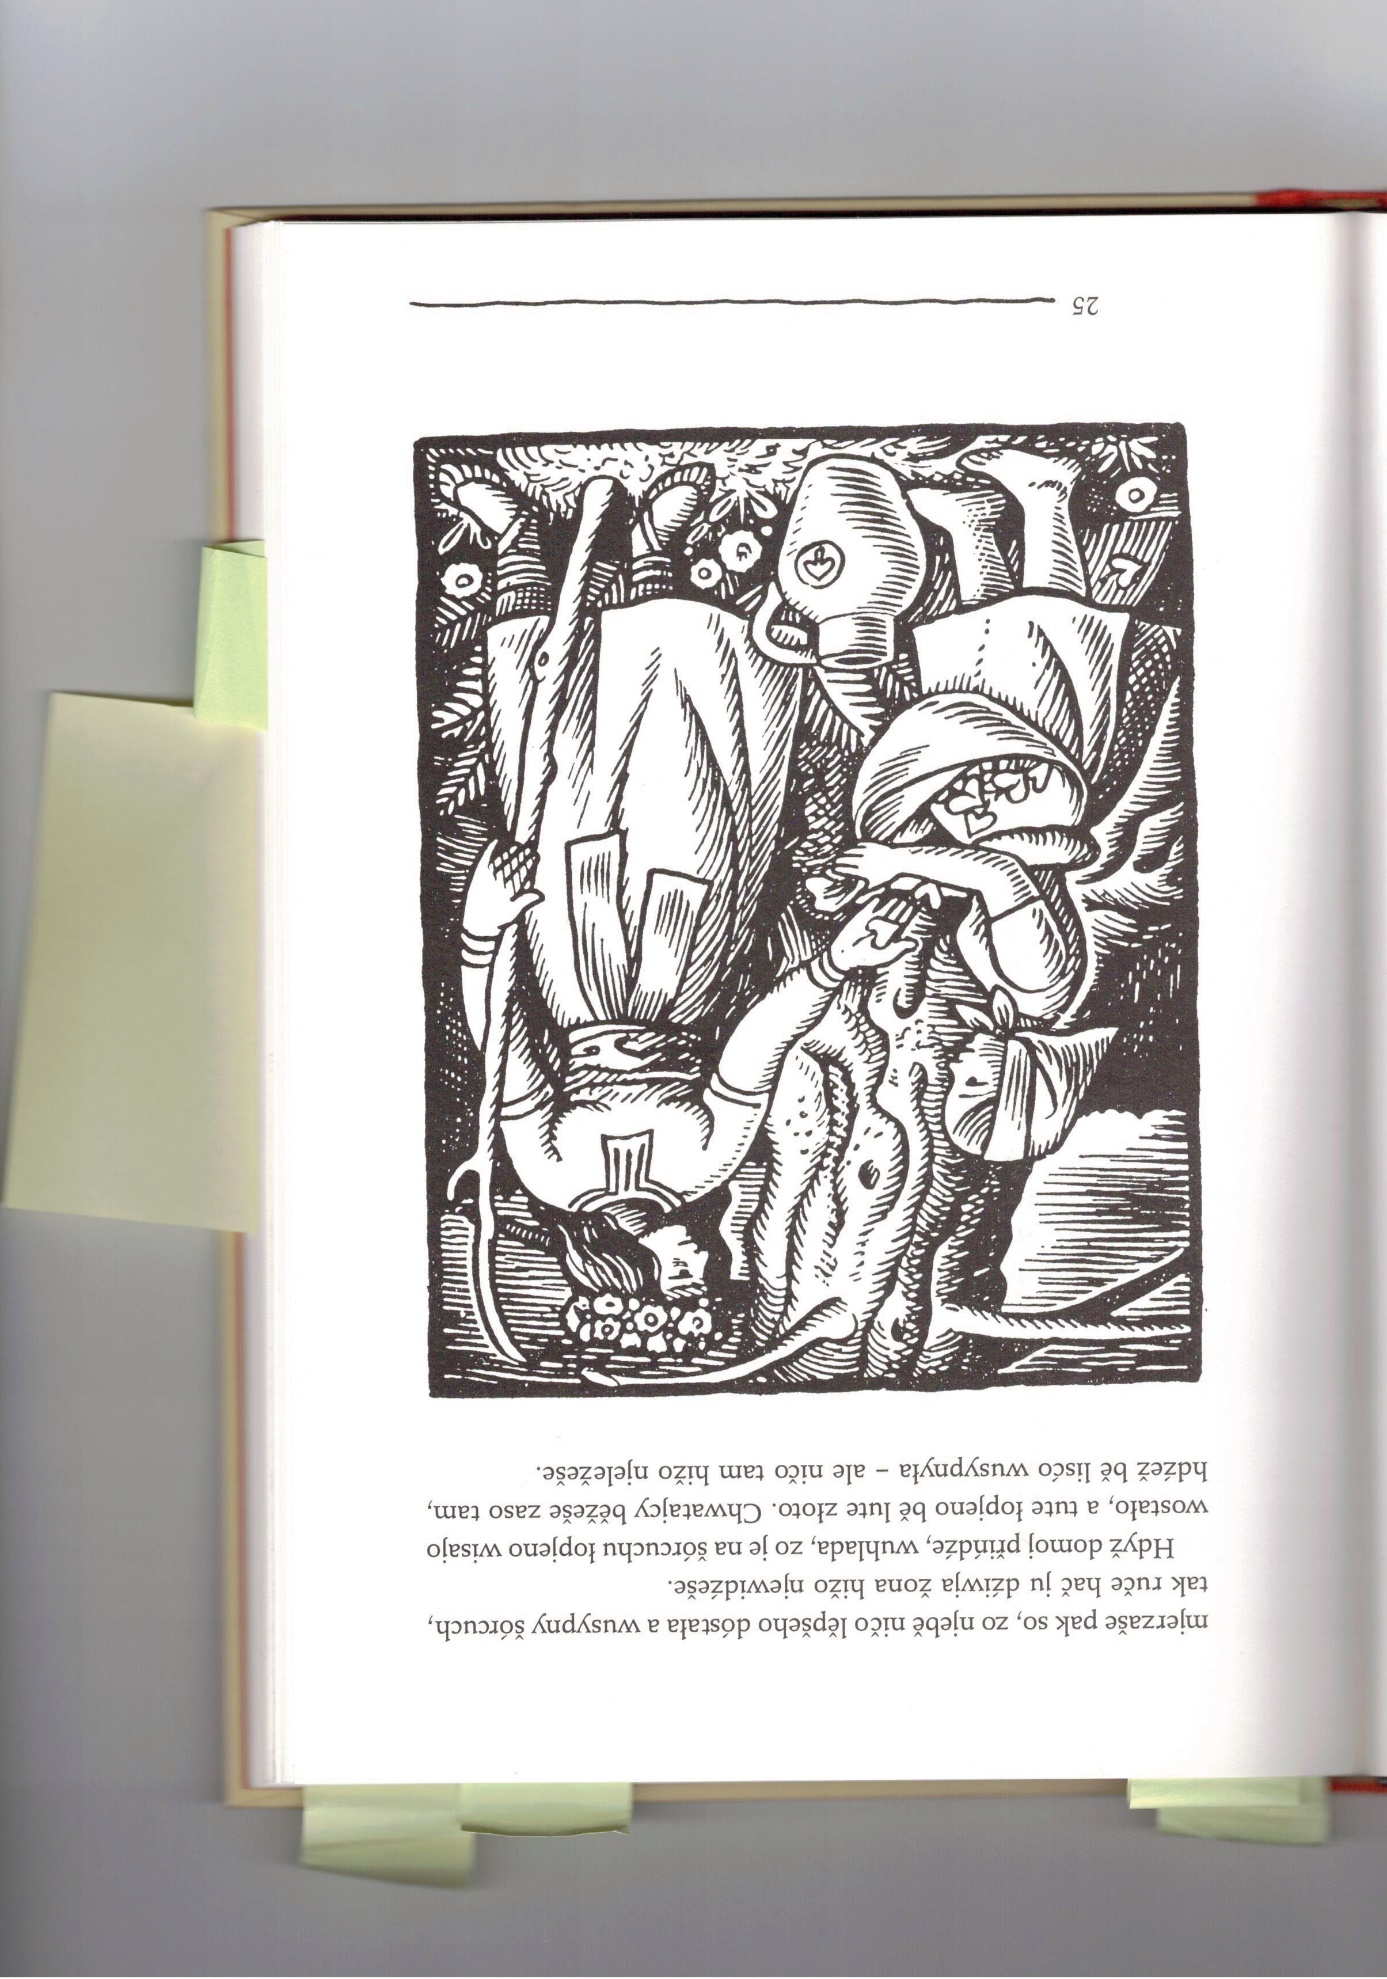 mjerzaše pak so, zo njebě ničo lěpšeho dóstała a wusypny šórcuch,
tak ruče hač ju dźiwja žona hižo njewidźeše.
Hdyž domoj přińdźe, wuhlada, zo je na šórcuchu łopjeno wisajo
wostało, a tute łopjeno bě lute złoto. Chwatajcy běžeše zaso tam,
hdźež bě lisćo wusypnyła – ale ničo tam hižo njeležeše.
25